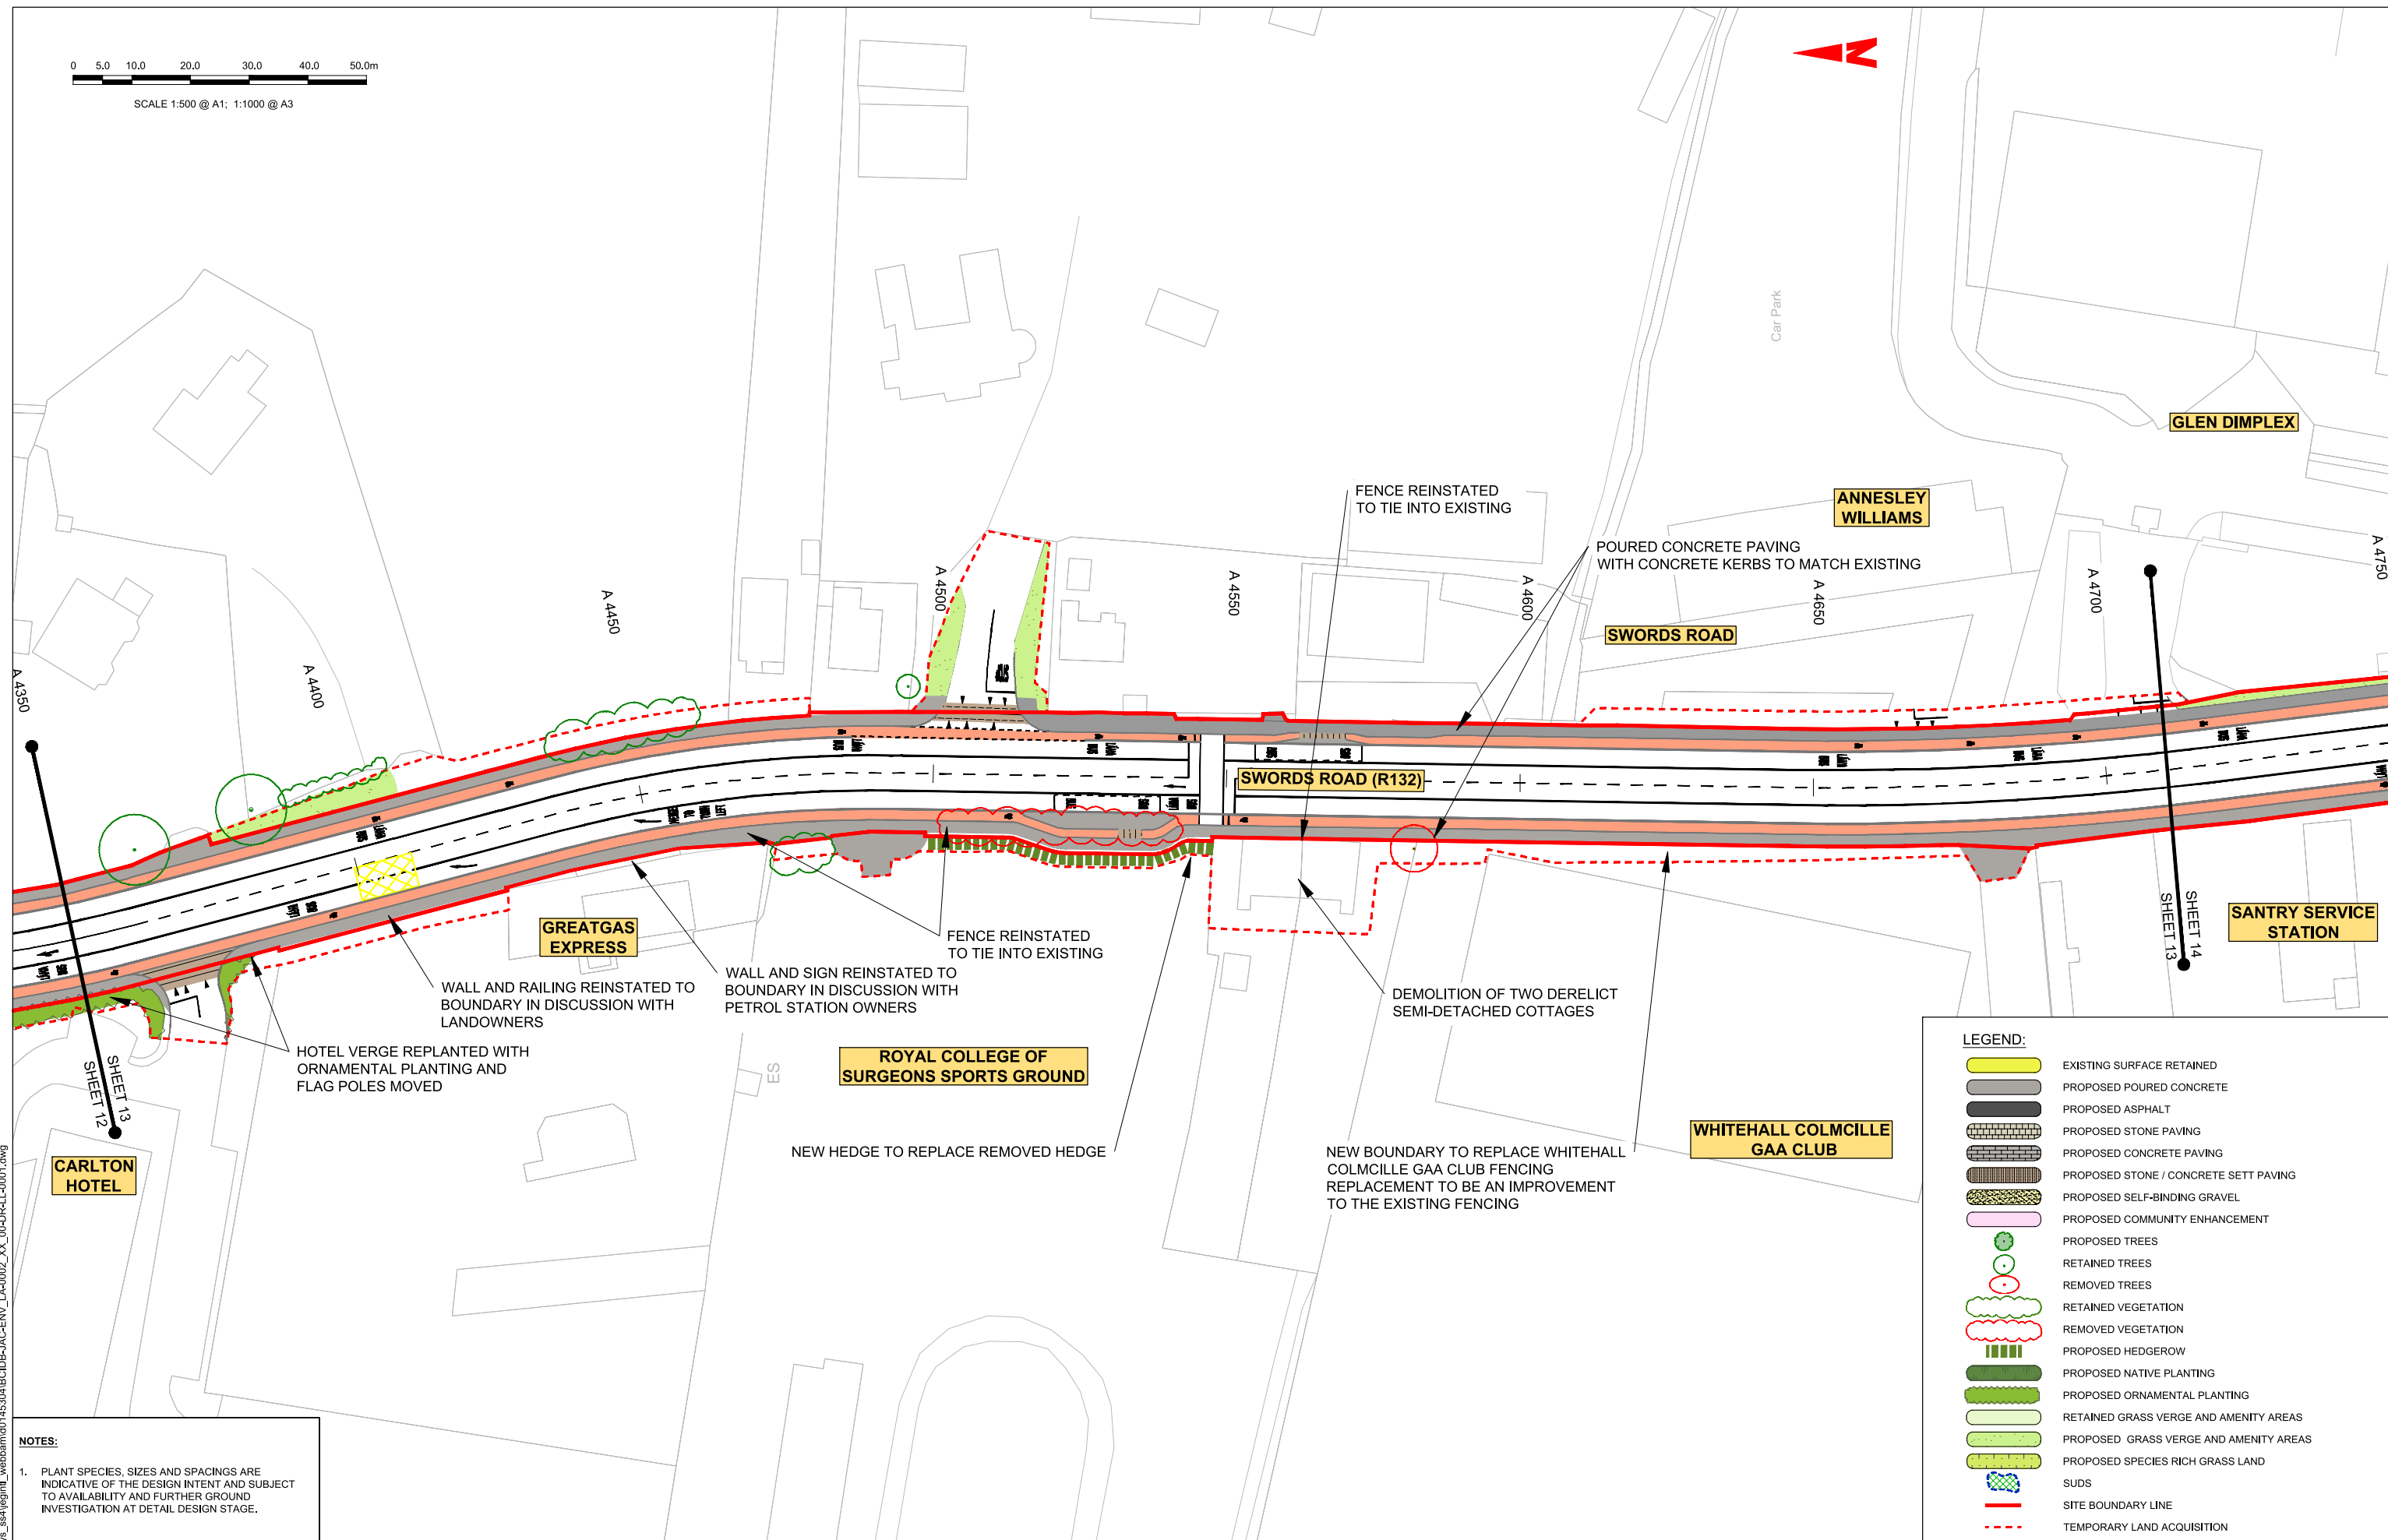 0 5.0 10.0 20.0 30.0 40.0 50.0m
SCALE 1:500 @ A1; 1:1000 @ A3
N
Car Park
GLEN DIMPLEX
FENCE REINSTATED
TO TIE INTO EXISTING
ANNESLEY
WILLIAMS
POURED CONCRETE PAVING
WITH CONCRETE KERBS TO MATCH EXISTING
SWORDS ROAD
A 4350
A 4400
A 4450
A 4500
A 4550
A 4600
A 4650
A 4700
A 4750
SWORDS ROAD (R132)
BUS
LÁNA
GREATGAS
EXPRESS
FENCE REINSTATED
TO TIE INTO EXISTING
WALL AND SIGN REINSTATED TO
BOUNDARY IN DISCUSSION WITH
PETROL STATION OWNERS
WALL AND RAILING REINSTATED TO
BOUNDARY IN DISCUSSION WITH
LANDOWNERS
HOTEL VERGE REPLANTED WITH
ORNAMENTAL PLANTING AND
FLAG POLES MOVED
SHEET 13
SHEET 12
CARLTON
HOTEL
ES
ROYAL COLLEGE OF
SURGEONS SPORTS GROUND
NEW HEDGE TO REPLACE REMOVED HEDGE
DEMOLITION OF TWO DERELICT
SEMI-DETACHED COTTAGES
NEW BOUNDARY TO REPLACE WHITEHALL
COLMCILLE GAA CLUB FENCING
REPLACEMENT TO BE AN IMPROVEMENT
TO THE EXISTING FENCING
WHITEHALL COLMCILLE
GAA CLUB
SHEET 14
SHEET 13
SANTRY SERVICE
STATION
LEGEND:
EXISTING SURFACE RETAINED
PROPOSED POURED CONCRETE
PROPOSED ASPHALT
PROPOSED STONE PAVING
PROPOSED CONCRETE PAVING
PROPOSED STONE / CONCRETE SETT PAVING
PROPOSED SELF-BINDING GRAVEL
PROPOSED COMMUNITY ENHANCEMENT
PROPOSED TREES
RETAINED TREES
REMOVED TREES
RETAINED VEGETATION
REMOVED VEGETATION
PROPOSED HEDGEROW
PROPOSED NATIVE PLANTING
PROPOSED ORNAMENTAL PLANTING
RETAINED GRASS VERGE AND AMENITY AREAS
PROPOSED GRASS VERGE AND AMENITY AREAS
PROPOSED SPECIES RICH GRASS LAND
SUDS
SITE BOUNDARY LINE
TEMPORARY LAND ACQUISITION
NOTES:
1. PLANT SPECIES, SIZES AND SPACINGS ARE
INDICATIVE OF THE DESIGN INTENT AND SUBJECT
TO AVAILABILITY AND FURTHER GROUND
INVESTIGATION AT DETAIL DESIGN STAGE.